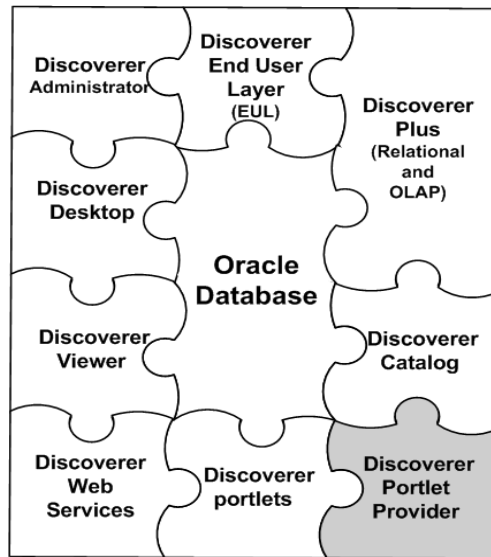 Discoverer
Administrator
Discoverer
End User
Layer
(EUL)
Discoverer
Plus
(Relational
and
OLAP)
Discoverer
Desktop
Oracle
Database
Discoverer
Viewer
Discoverer
Catalog
Discoverer
Web
Services
Discoverer
portlets
Discoverer
Portlet
Provider